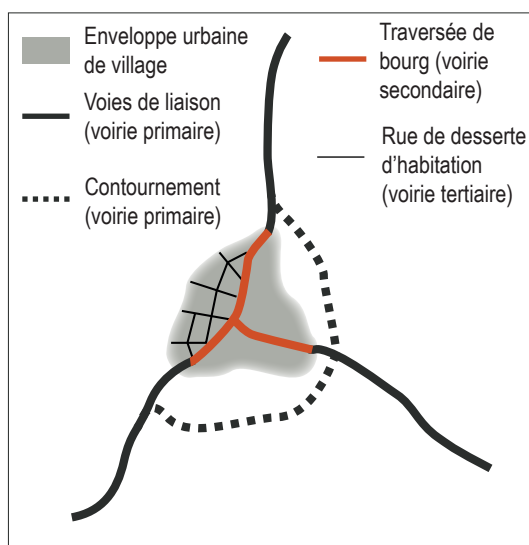 Enveloppe urbaine
de village
Voies de liaison
(voirie primaire)
Contournement
(voirie primaire)
Traversée de
bourg (voirie
secondaire)
Rue de desserte
d’habitation
(voirie tertiaire)